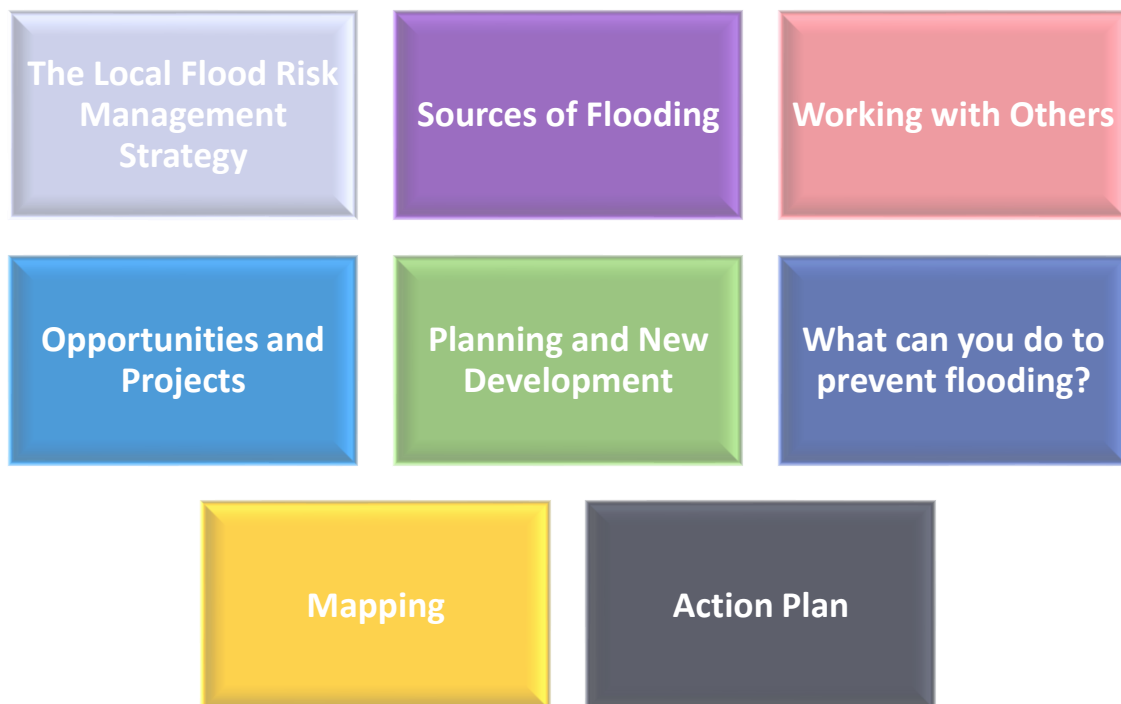 The Local Flood Risk
Management
Strategy
Sources of Flooding
Working with Others
Opportunities and
Projects
Planning and New
Development
What can you do to
prevent flooding?
Mapping
Action Plan